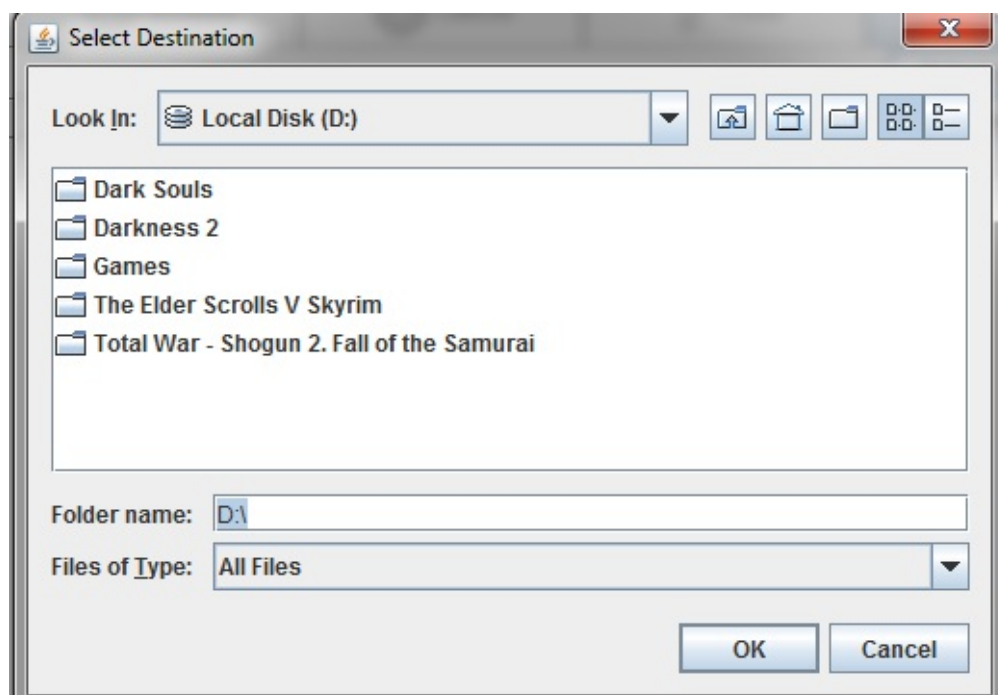 Select Destination
Look In: Local Disk (D:)
Dark Souls
Darkness 2
Games
The Elder Scrolls V Skyrim
Total War - Shogun 2. Fall of the Samurai
Folder name: D:\
Files of Type: All Files
OK Cancel